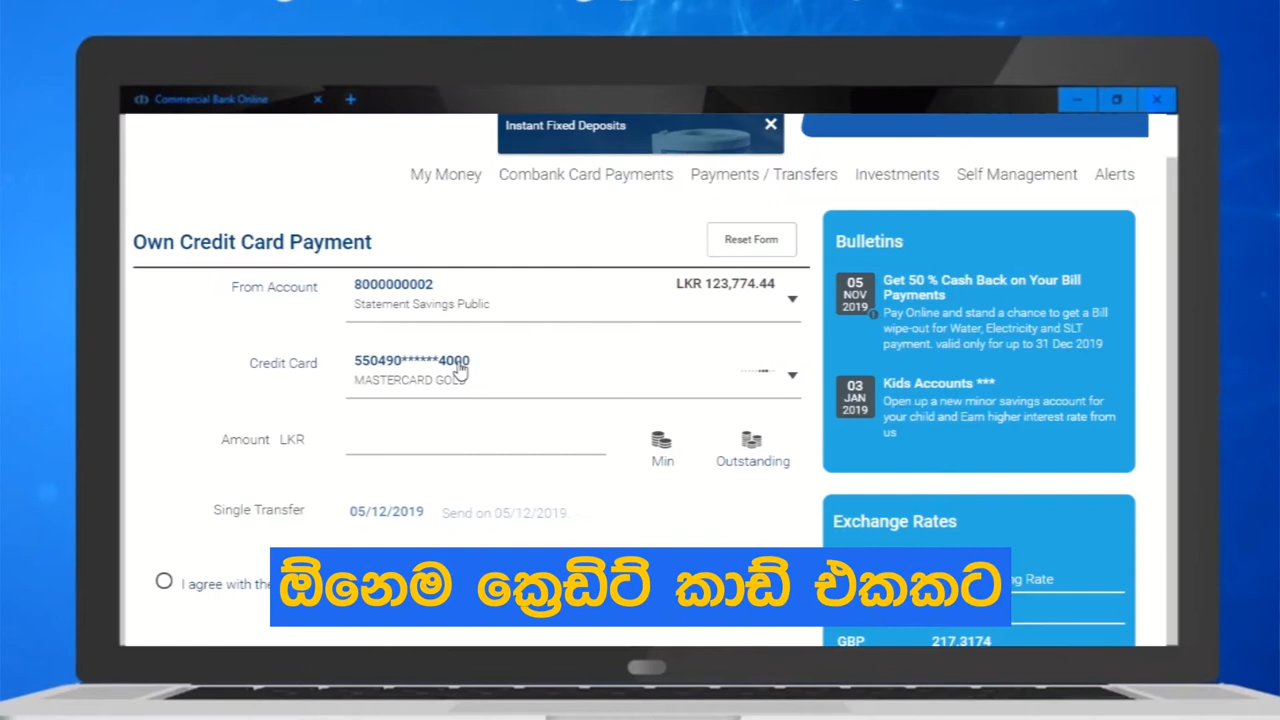 Commercial Bank Online
Instant Fixed Deposits
My Money Combank Card Payments Payments / Transfers Investments Self Management Alerts
Own Credit Card Payment
Reset Form
From Account
8000000002
LKR 123,774.44
Statement Savings Public
Credit Card
550490******4000
MASTERCARD GOLD
Amount LKR
Min
Outstanding
Single Transfer
05/12/2019
Send on 05/12/2019.
I agree with the
ඕනෙම ක්‍රෙඩිට් කාඩ් එකකට
Bulletins
05
NOV
2019
Get 50 % Cash Back on Your Bill
Payments
Pay Online and stand a chance to get a Bill
wipe-out for Water, Electricity and SLT
payment. valid only for up to 31 Dec 2019
03
JAN
2019
Kids Accounts ***
Open up a new minor savings account for
your child and Earn higher interest rate from
us
Exchange Rates
Rate
GBP 217.3174